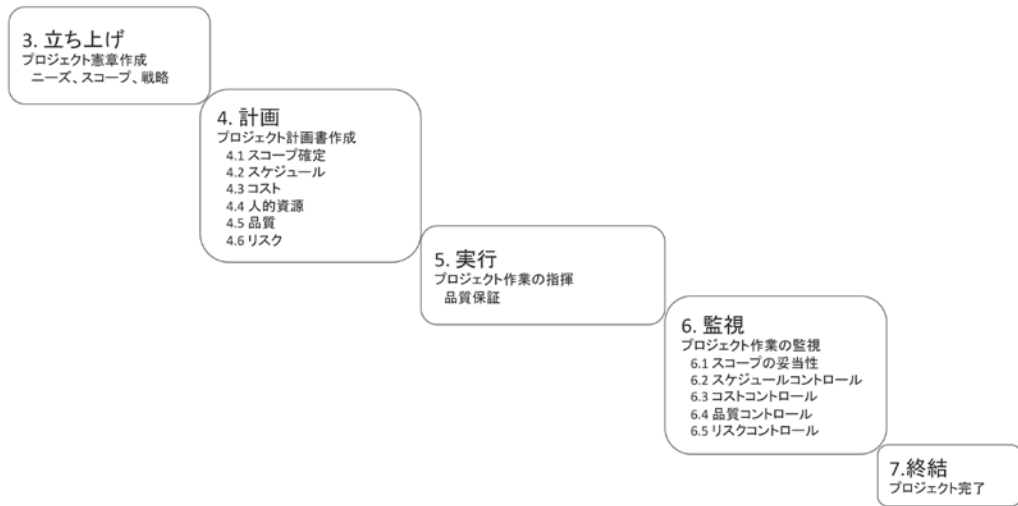 3. 立ち上げ
プロジェクト憲章作成
ニーズ、スコープ、戦略
4. 計画
プロジェクト計画書作成
4.1 スコープ確定
4.2 スケジュール
4.3 コスト
4.4 人的資源
4.5 品質
4.6 リスク
5. 実行
プロジェクト作業の指揮
品質保証
6. 監視
プロジェクト作業の監視
6.1 スコープの妥当性
6.2 スケジュールコントロール
6.3 コストコントロール
6.4 品質コントロール
6.5 リスクコントロール
7.終結
プロジェクト完了